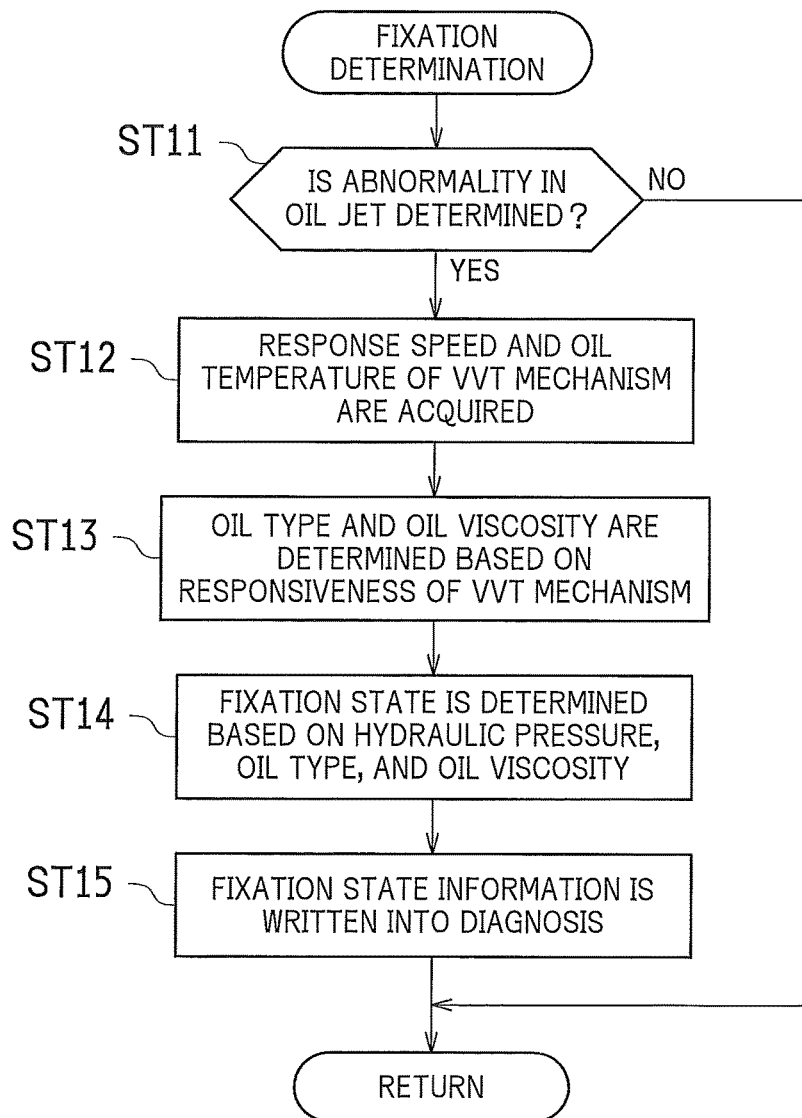 FIXATION
DETERMINATION
ST11
IS ABNORMALITY IN
OIL JET DETERMINED?
NO
YES
ST12
RESPONSE SPEED AND OIL
TEMPERATURE OF VVT MECHANISM
ARE ACQUIRED
ST13
OIL TYPE AND OIL VISCOSITY ARE
DETERMINED BASED ON
RESPONSIVENESS OF VVT MECHANISM
ST14
FIXATION STATE IS DETERMINED
BASED ON HYDRAULIC PRESSURE,
OIL TYPE, AND OIL VISCOSITY
ST15
FIXATION STATE INFORMATION IS
WRITTEN INTO DIAGNOSIS
RETURN